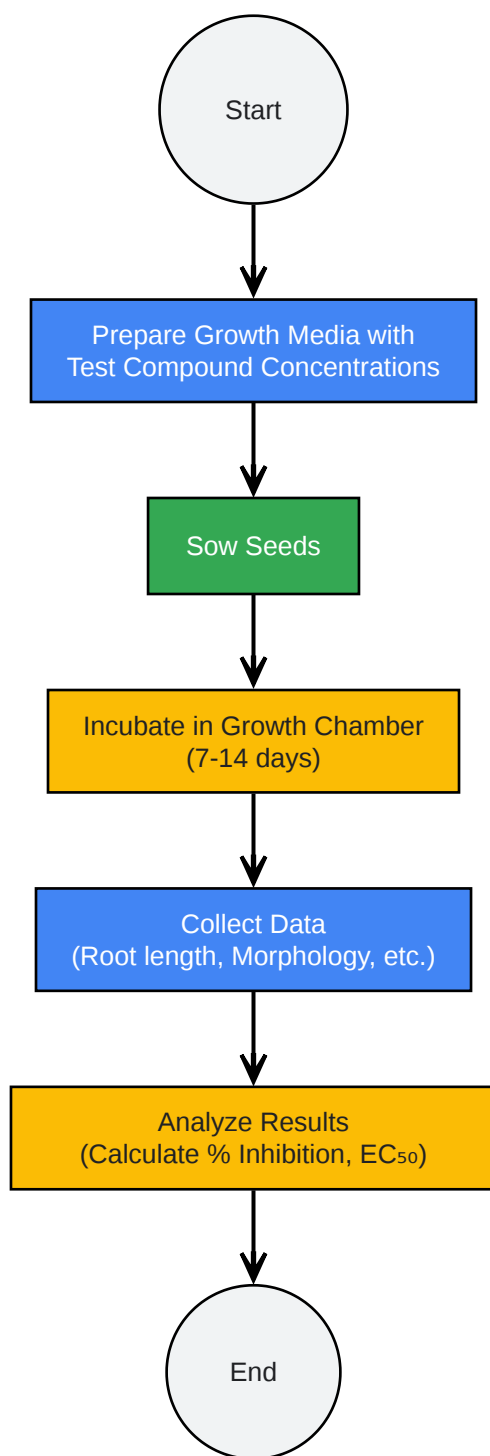 Start
Prepare Growth Media with
Test Compound Concentrations
Sow Seeds
Incubate in Growth Chamber
(7-14 days)
Collect Data
(Root length, Morphology, etc.)
Analyze Results
(Calculate % Inhibition, EC₅₀)
End